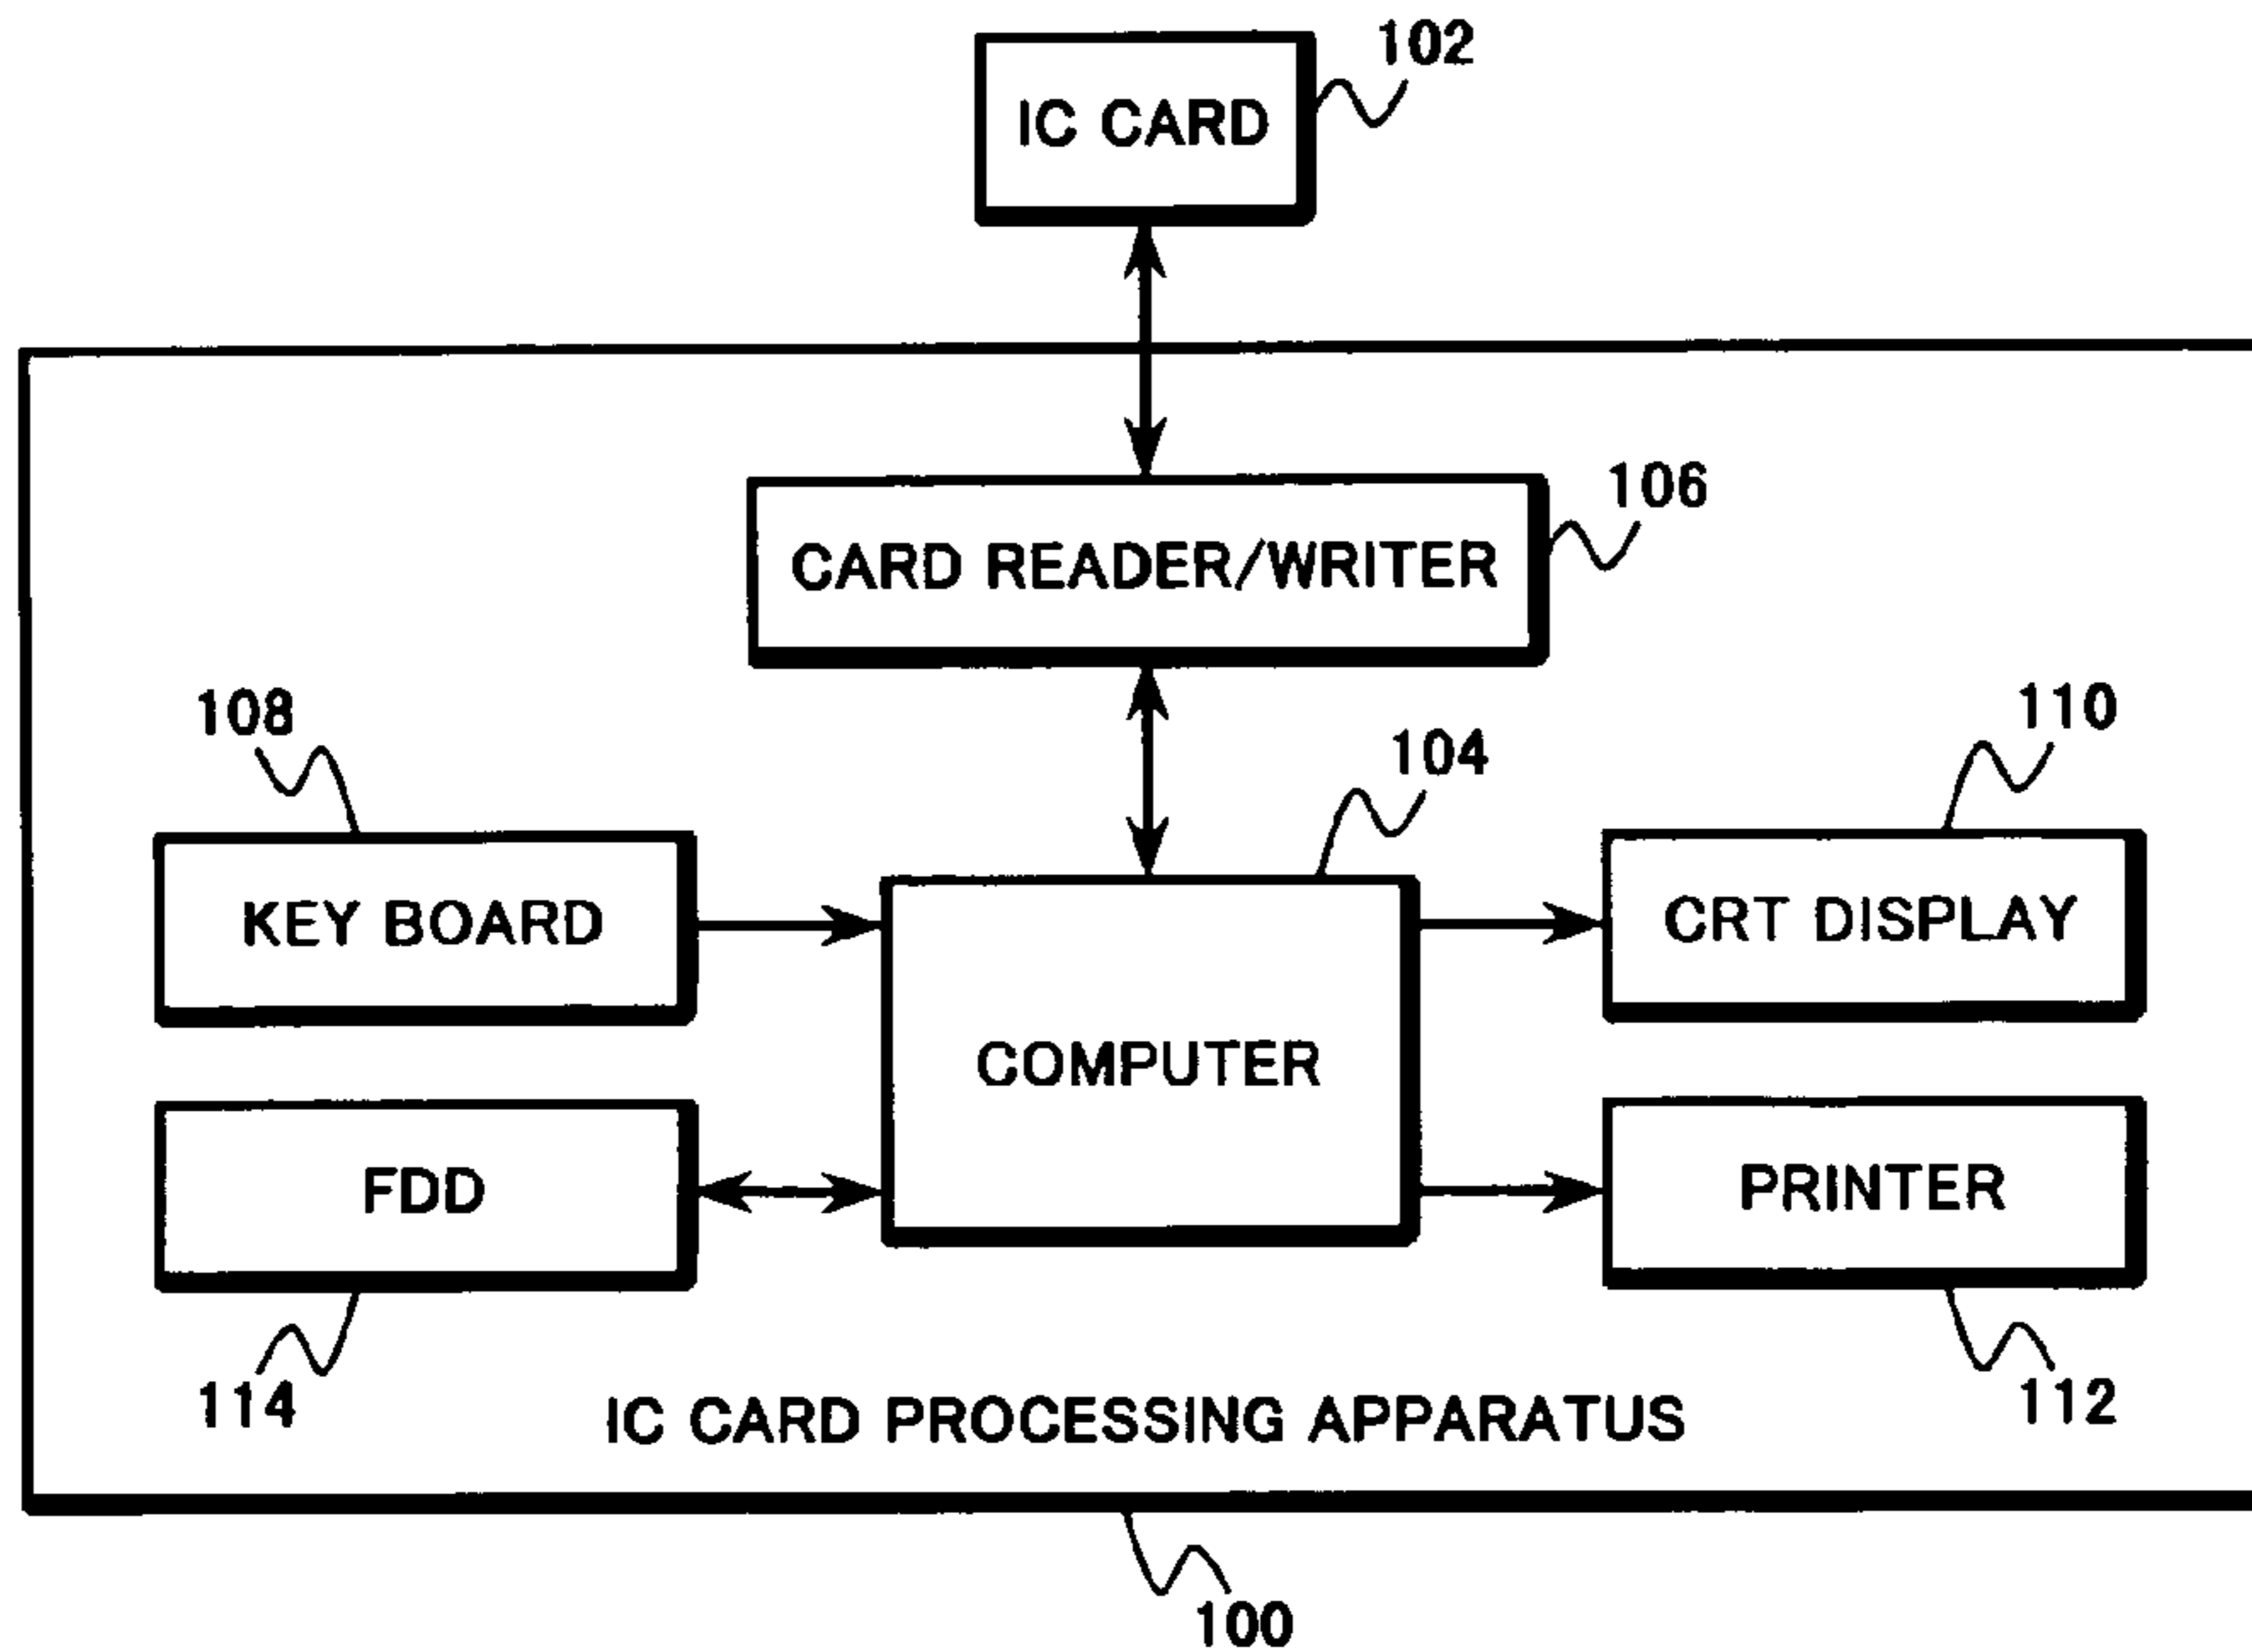 102
IC CARD
106
CARD READER/WRITER
108
110
104
KEY BOARD
CRT DISPLAY
COMPUTER
FDD
PRINTER
114
112
IC CARD PROCESSING APPARATUS
100